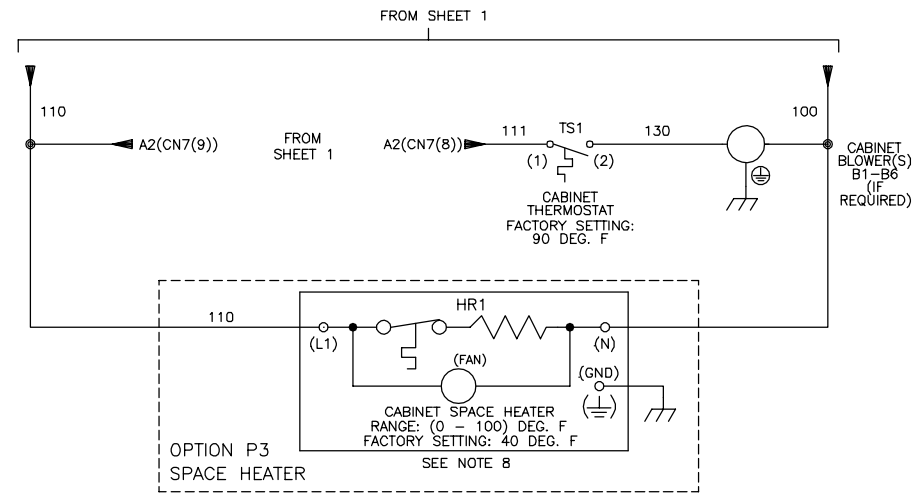 FROM SHEET 1
110
100
A2(CN7(9))
FROM
SHEET 1
A2(CN7(8))
111
TS1
130
(1)
(2)
CABINET
THERMOSTAT
FACTORY SETTING:
90 DEG. F
CABINET
BLOWER(S)
B1-B6
(IF
REQUIRED)
110
HR1
(L1)
(N)
(FAN)
(GND)
CABINET SPACE HEATER
RANGE: (0 - 100) DEG. F
FACTORY SETTING: 40 DEG. F
SEE NOTE 8
OPTION P3
SPACE HEATER